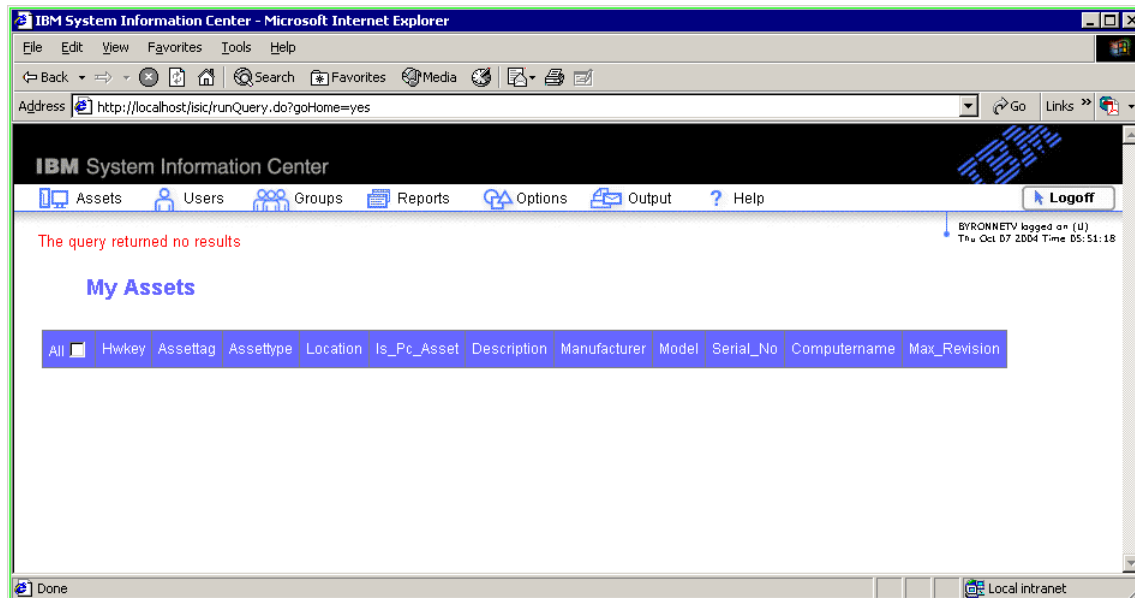 IBM System Information Center - Microsoft Internet Explorer
File Edit View Favorites Tools Help
Back Search Favorites Media
Address http://localhost/isic/runQuery.do?goHome=yes Go Links »
IBM System Information Center
IBM
Assets Users Groups Reports Options Output ? Help Logoff
BYRONNETV logged on (U)
Thu Oct 07 2004 Time 05:51:18
The query returned no results
My Assets
All Hwkey Assettag Assettype Location Is_Pc_Asset Description Manufacturer Model Serial_No Computername Max_Revision
Done Local intranet